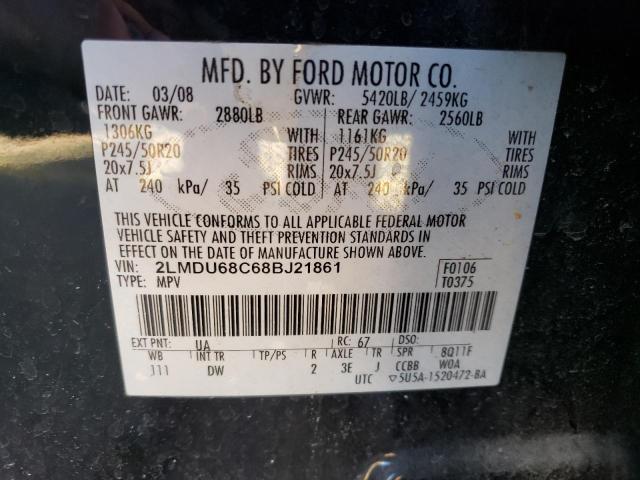 MFD. BY FORD MOTOR CO.
DATE: 03/08 GVWR: 5420LB/ 2459KG
FRONT GAWR: 2880LB REAR GAWR: 2560LB
1306KG WITH 1161KG WITH
P245/50R20 TIRES P245/50R20 TIRES
20x7.5J RIMS 20x7.5J RIMS
AT 240 kPa/ 35 PSI COLD AT 240 kPa/ 35 PSI COLD
THIS VEHICLE CONFORMS TO ALL APPLICABLE FEDERAL MOTOR
VEHICLE SAFETY AND THEFT PREVENTION STANDARDS IN
EFFECT ON THE DATE OF MANUFACTURE SHOWN ABOVE.
VIN: 2LMDU68C68BJ21861 F0106
TYPE: MPV T0375
EXT PNT: UA RC: 67 DSO:
WB INT TR TP/PS R AXLE TR SPR 8Q11F
111 DW 2 3E J CCBB W0A
UTC ▽5U5A-1520472-BA